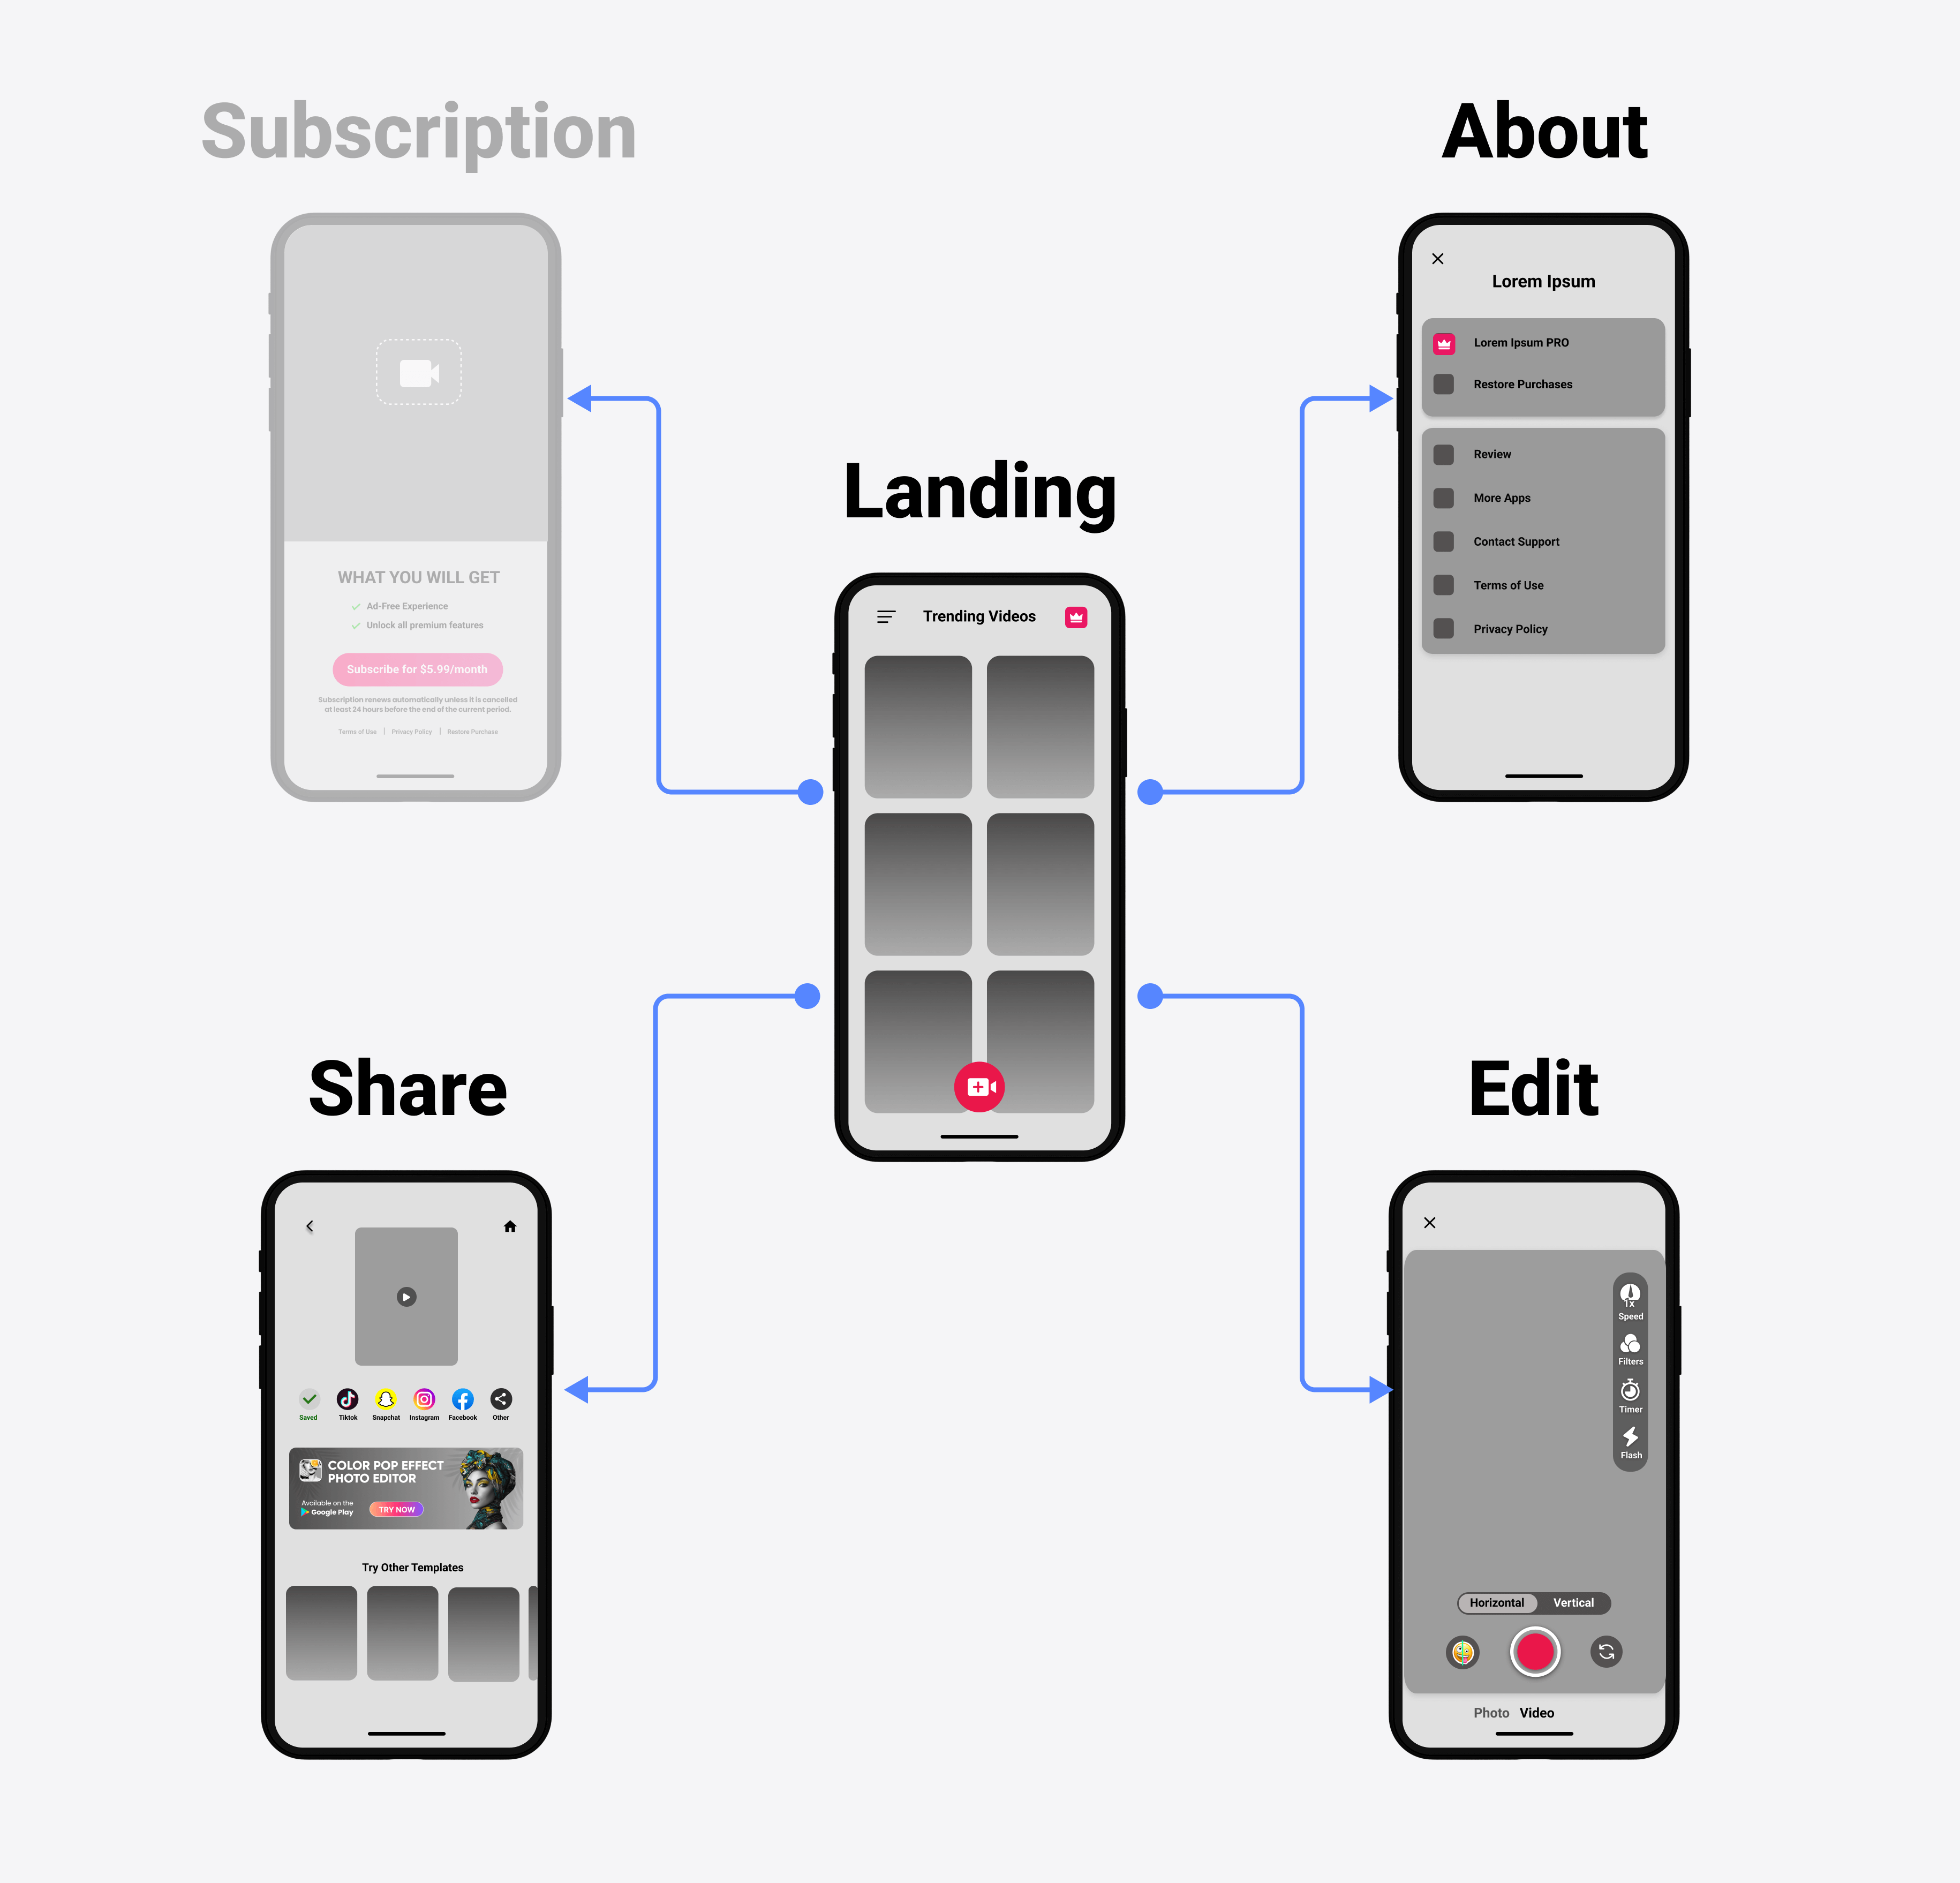 Subscription
WHAT YOU WILL GET
Ad-Free Experience
Unlock all premium features
Subscribe for $5.99/month
Subscription renews automatically unless it is cancelled
at least 24 hours before the end of the current period.
Terms of Use | Privacy Policy | Restore Purchase
About
Lorem Ipsum
Lorem Ipsum PRO
Restore Purchases
Review
More Apps
Contact Support
Terms of Use
Privacy Policy
Landing
Trending Videos
Share
Saved Tiktok Snapchat Instagram Facebook Other
COLOR POP EFFECT
PHOTO EDITOR
Available on the
Google Play
TRY NOW
Try Other Templates
Edit
1x
Speed
Filters
Timer
Flash
Horizontal Vertical
Photo Video